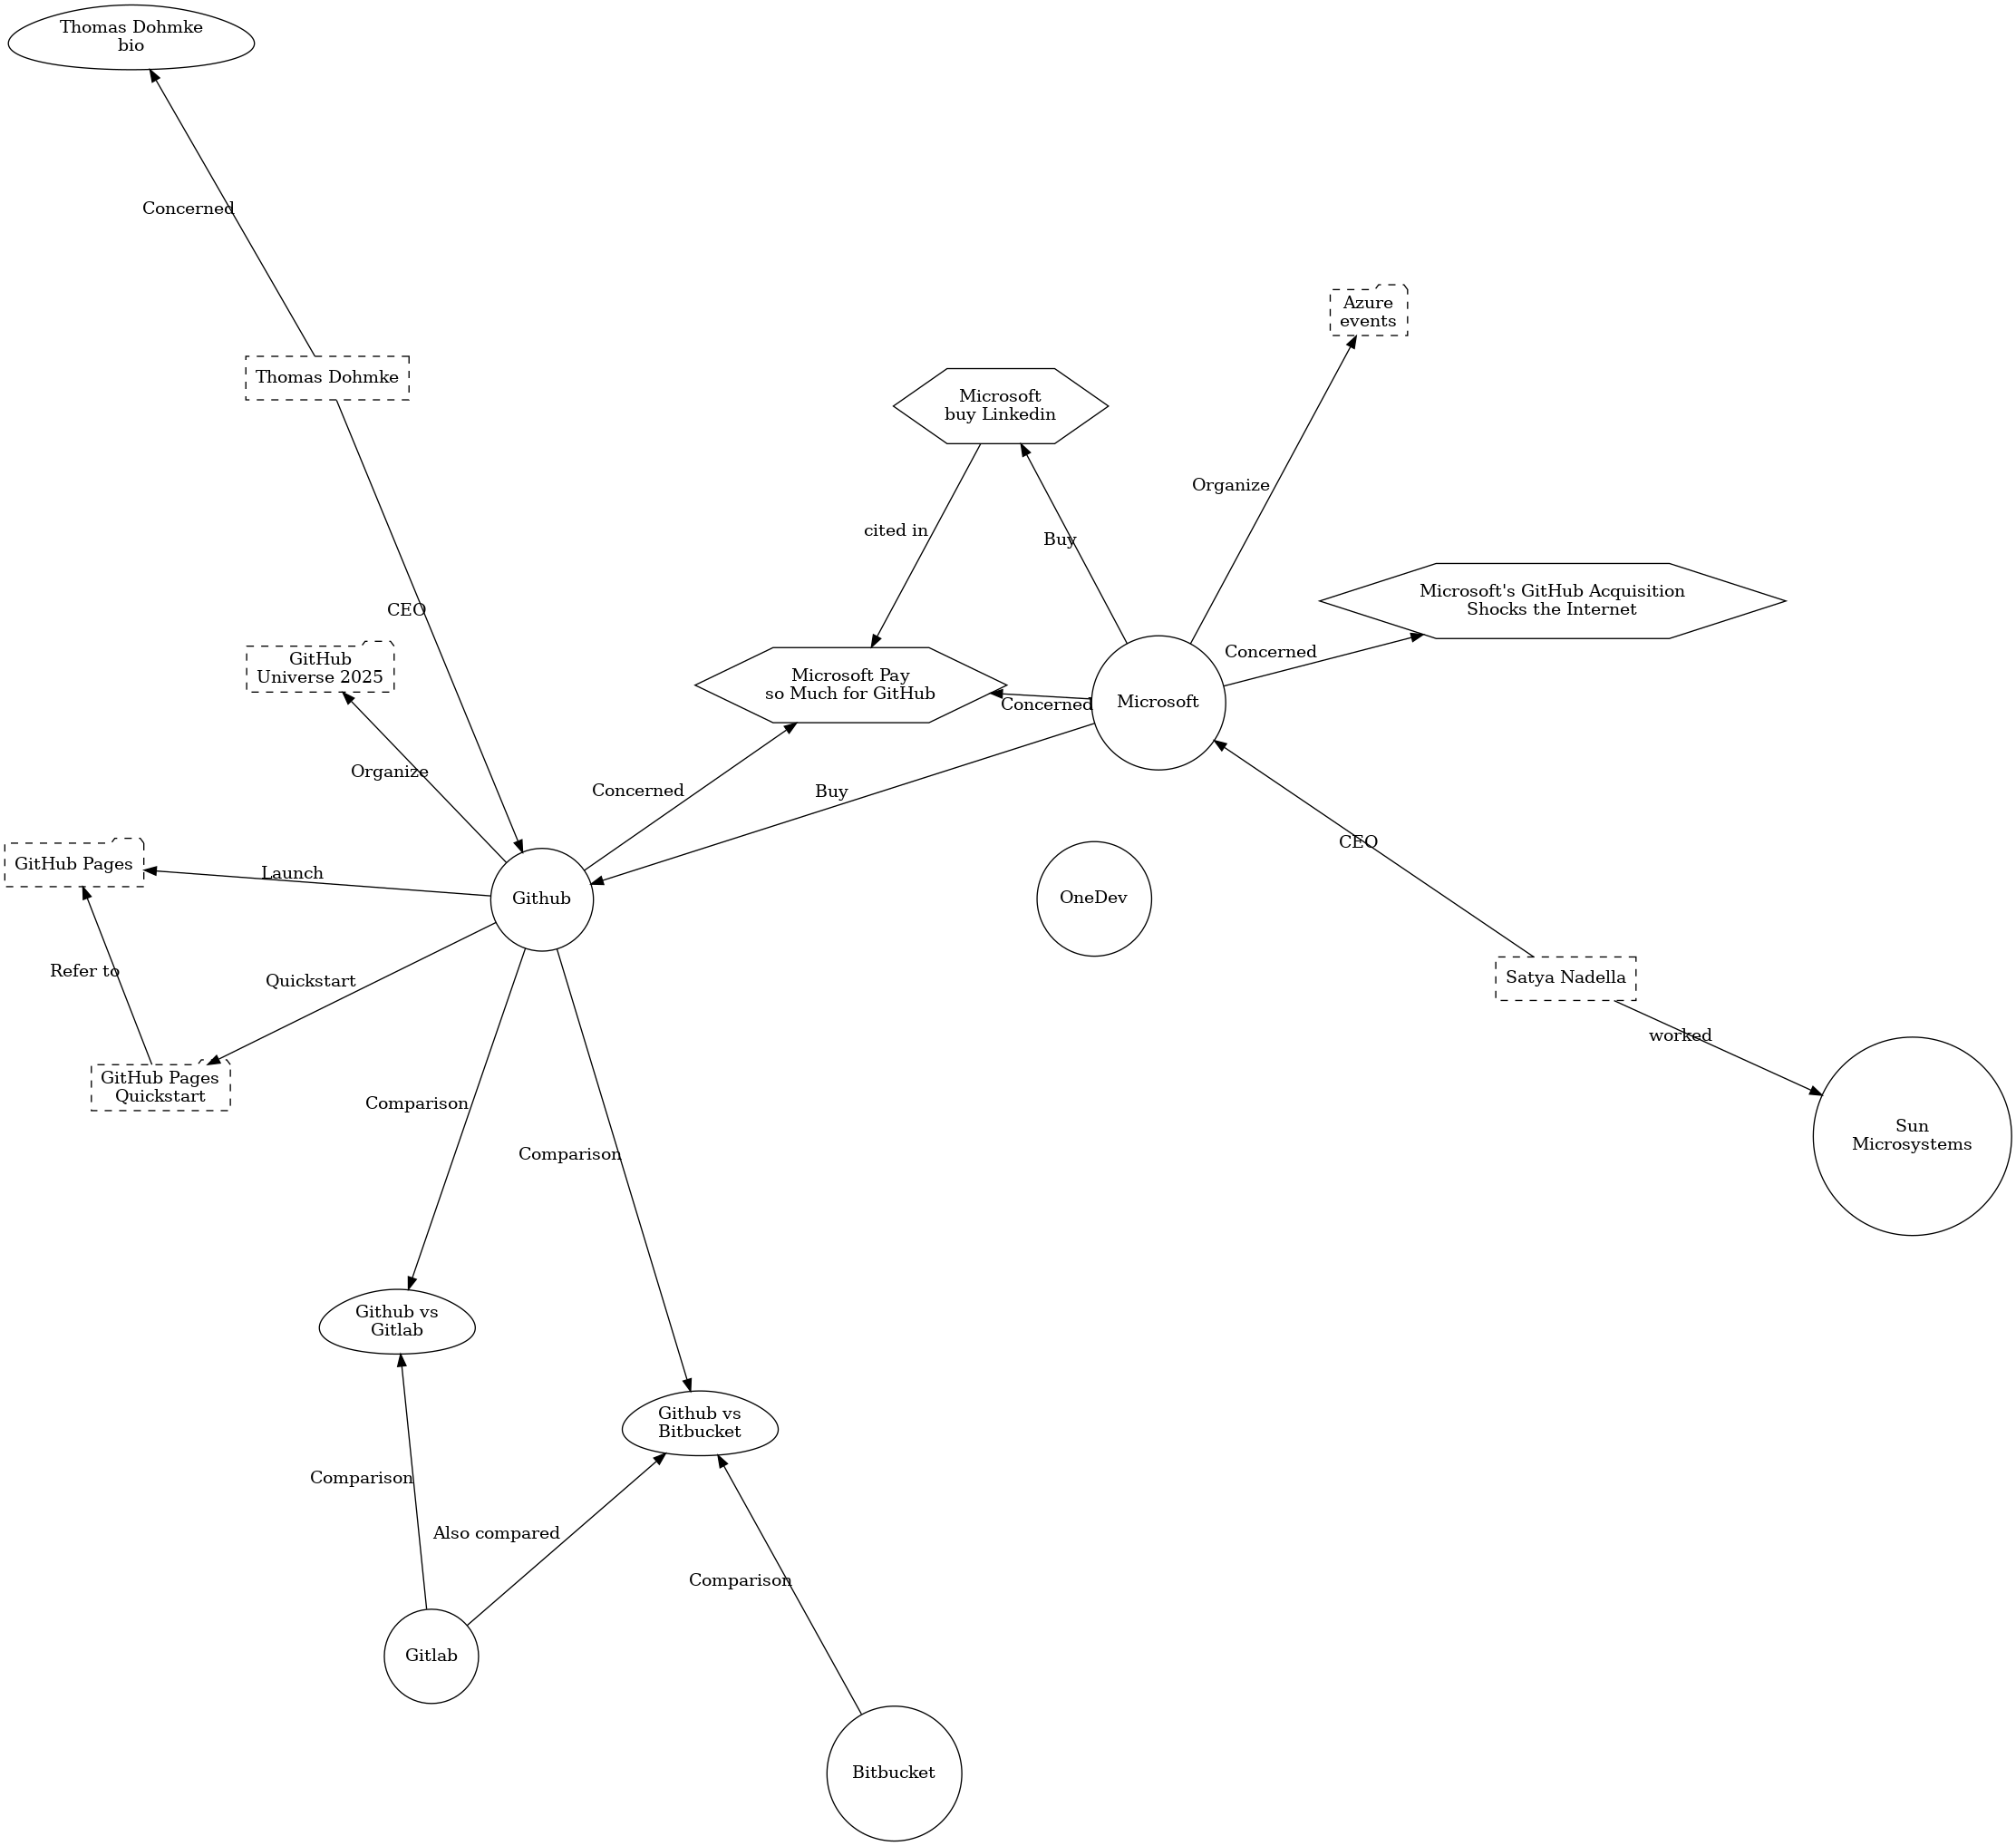 Thomas Dohmke
bio
Concerned
Azure
events
Thomas Dohmke
Microsoft
buy Linkedin
Organize
cited in
Buy
Microsoft's GitHub Acquisition
Shocks the Internet
CEO
Concerned
GitHub
Universe 2025
Microsoft Pay
so Much for GitHub
Concerned
Microsoft
Organize
Concerned
Buy
CEO
GitHub Pages
Launch
Github
OneDev
Refer to
Quickstart
Satya Nadella
worked
GitHub Pages
Quickstart
Comparison
Sun
Microsystems
Comparison
Github vs
Gitlab
Github vs
Bitbucket
Comparison
Also compared
Comparison
Gitlab
Bitbucket